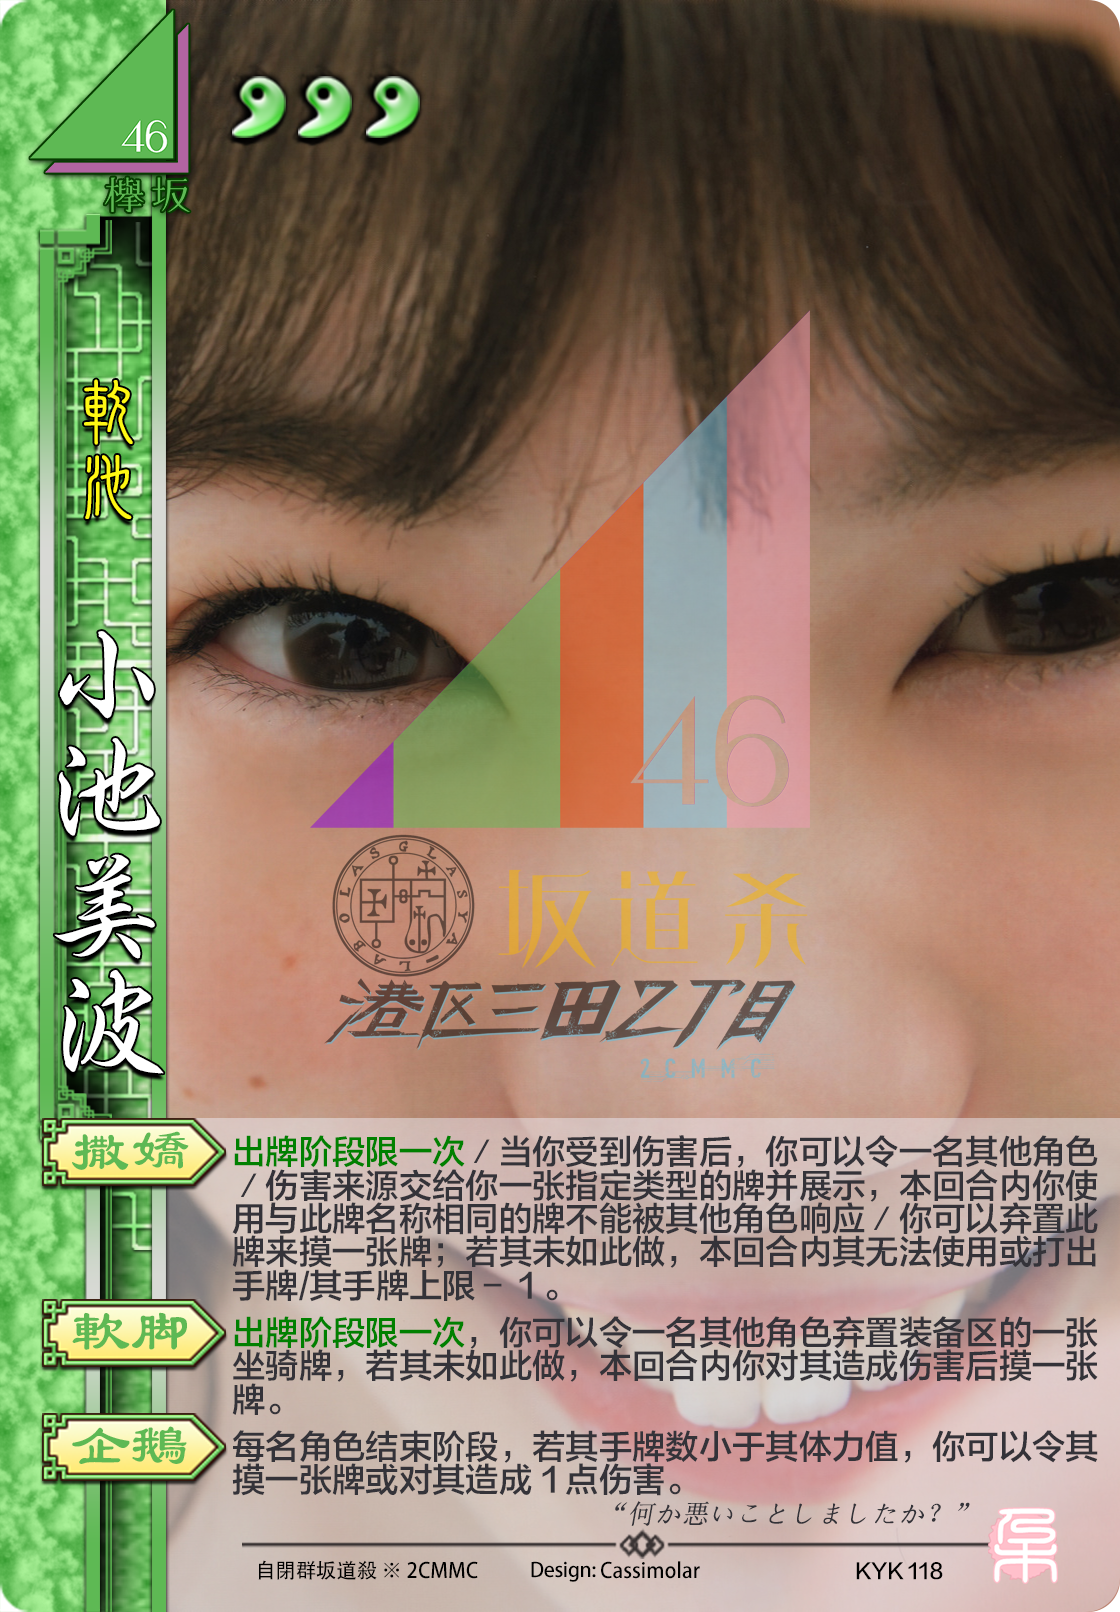 46
欅坂
軟池
小池美波
46
GLASYALABOLAS
坂道杀
港区三田乙丁目
2CMMC
撒嬌
出牌阶段限一次／当你受到伤害后，你可以令一名其他角色
／伤害来源交给你一张指定类型的牌并展示，本回合内你使
用与此牌名称相同的牌不能被其他角色响应／你可以弃置此
牌来摸一张牌；若其未如此做，本回合内其无法使用或打出
手牌/其手牌上限－１。
軟脚
出牌阶段限一次，你可以令一名其他角色弃置装备区的一张
坐骑牌，若其未如此做，本回合内你对其造成伤害后摸一张
牌。
企鵝
每名角色结束阶段，若其手牌数小于其体力值，你可以令其
摸一张牌或对其造成１点伤害。
“何か悪いことしましたか？”
自閉群坂道殺 ※ 2CMMC Design: Cassimolar KYK 118